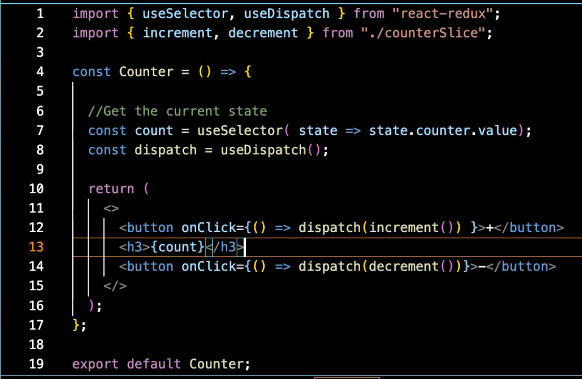 1 import { useSelector, useDispatch } from "react-redux";
2 import { increment, decrement } from "./counterSlice";
3
4 const Counter = () => {
5
6 //Get the current state
7 const count = useSelector( state => state.counter.value);
8 const dispatch = useDispatch();
9
10 return (
11 <>
12 <button onClick={() => dispatch(increment()) }>+</button>
13 <h3>{count}</h3>
14 <button onClick={() => dispatch(decrement())}>-</button>
15 </>
16 );
17 };
18
19 export default Counter;